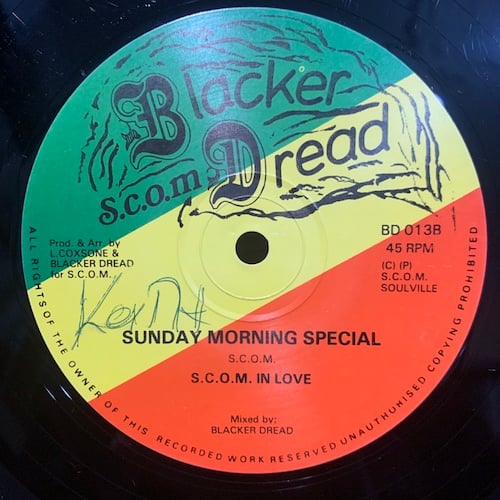 Blacker
S.C.O.M Dread
Prod. & Arr. by
L.COXSONE &
BLACKER DREAD
for S.C.O.M.
BD 013B
45 RPM
(C) (P)
S.C.O.M.
SOULVILLE
SUNDAY MORNING SPECIAL
S.C.O.M.
S.C.O.M. IN LOVE
Mixed by:
BLACKER DREAD
ALL RIGHTS OF THE OWNER OF THIS RECORDED WORK RESERVED UNAUTHORISED COPYING PROHIBITED